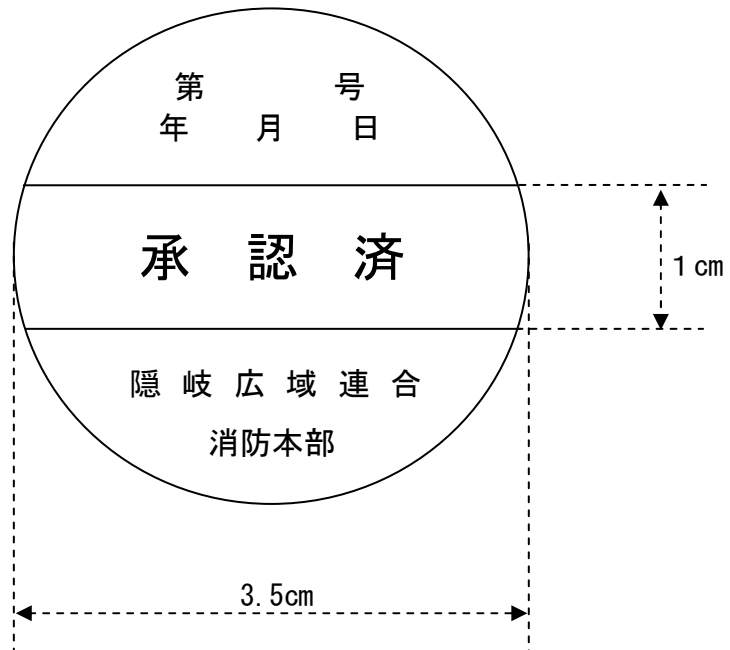 第　　　　号
年　　月　　日
承　認　済
1cm
隠 岐 広 域 連 合
消防本部
3.5cm